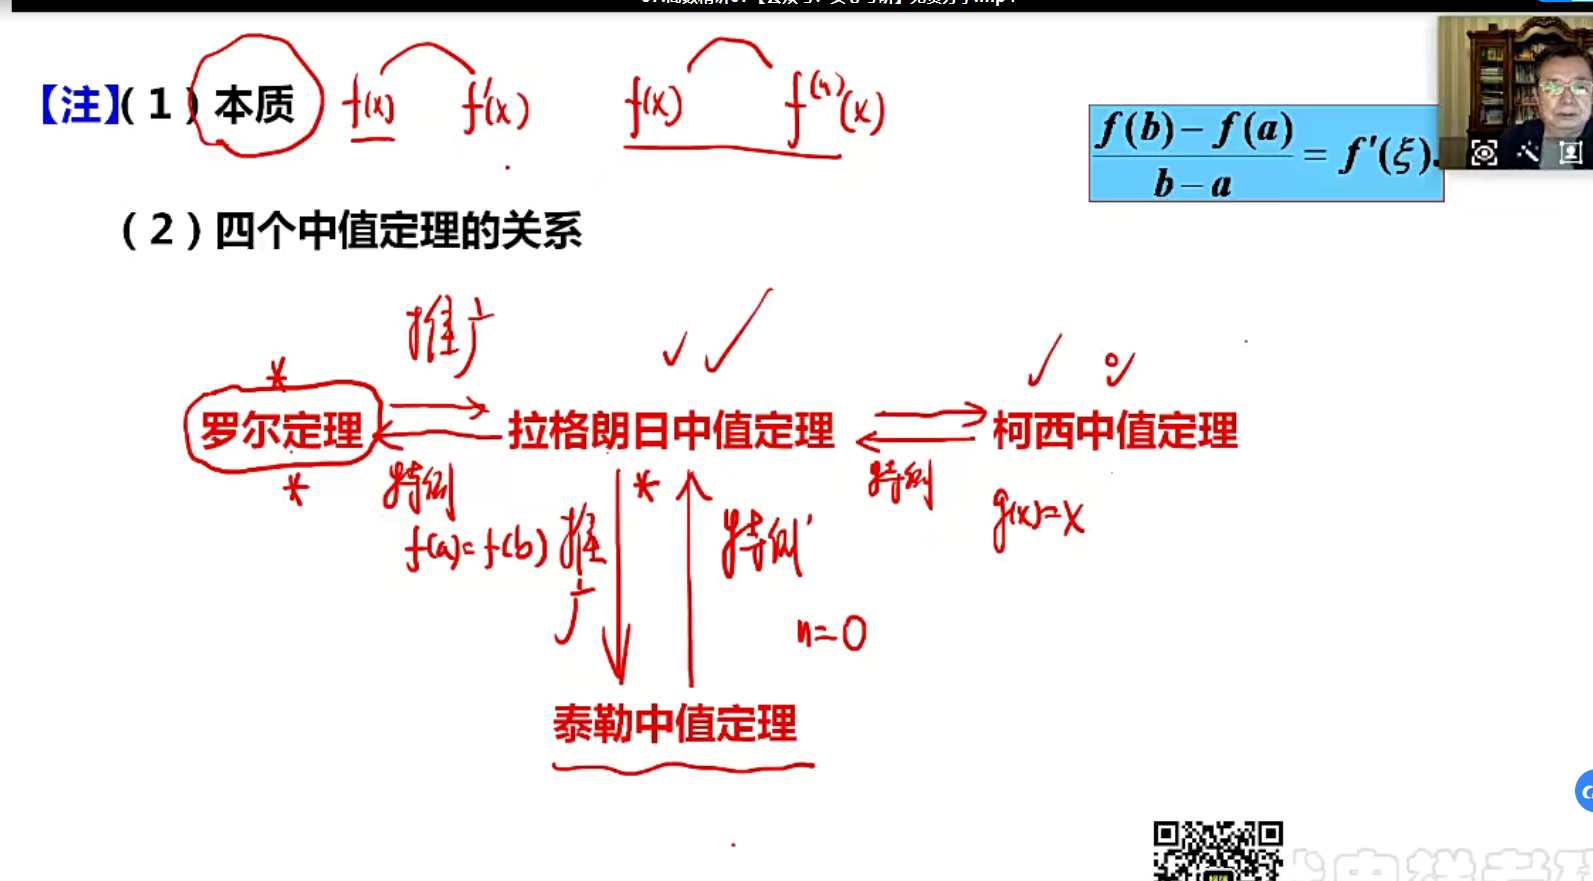 【注】(1)本质 f(x) f'(x) f(x) f^(n)(x)
f(b)-f(a)
b-a
= f'(ξ).
(2)四个中值定理的关系
推广
* 
罗尔定理 拉格朗日中值定理 柯西中值定理
* 特例 * 特例
f(a)=f(b) 推广 特例 g(x)=x
n=0
泰勒中值定理